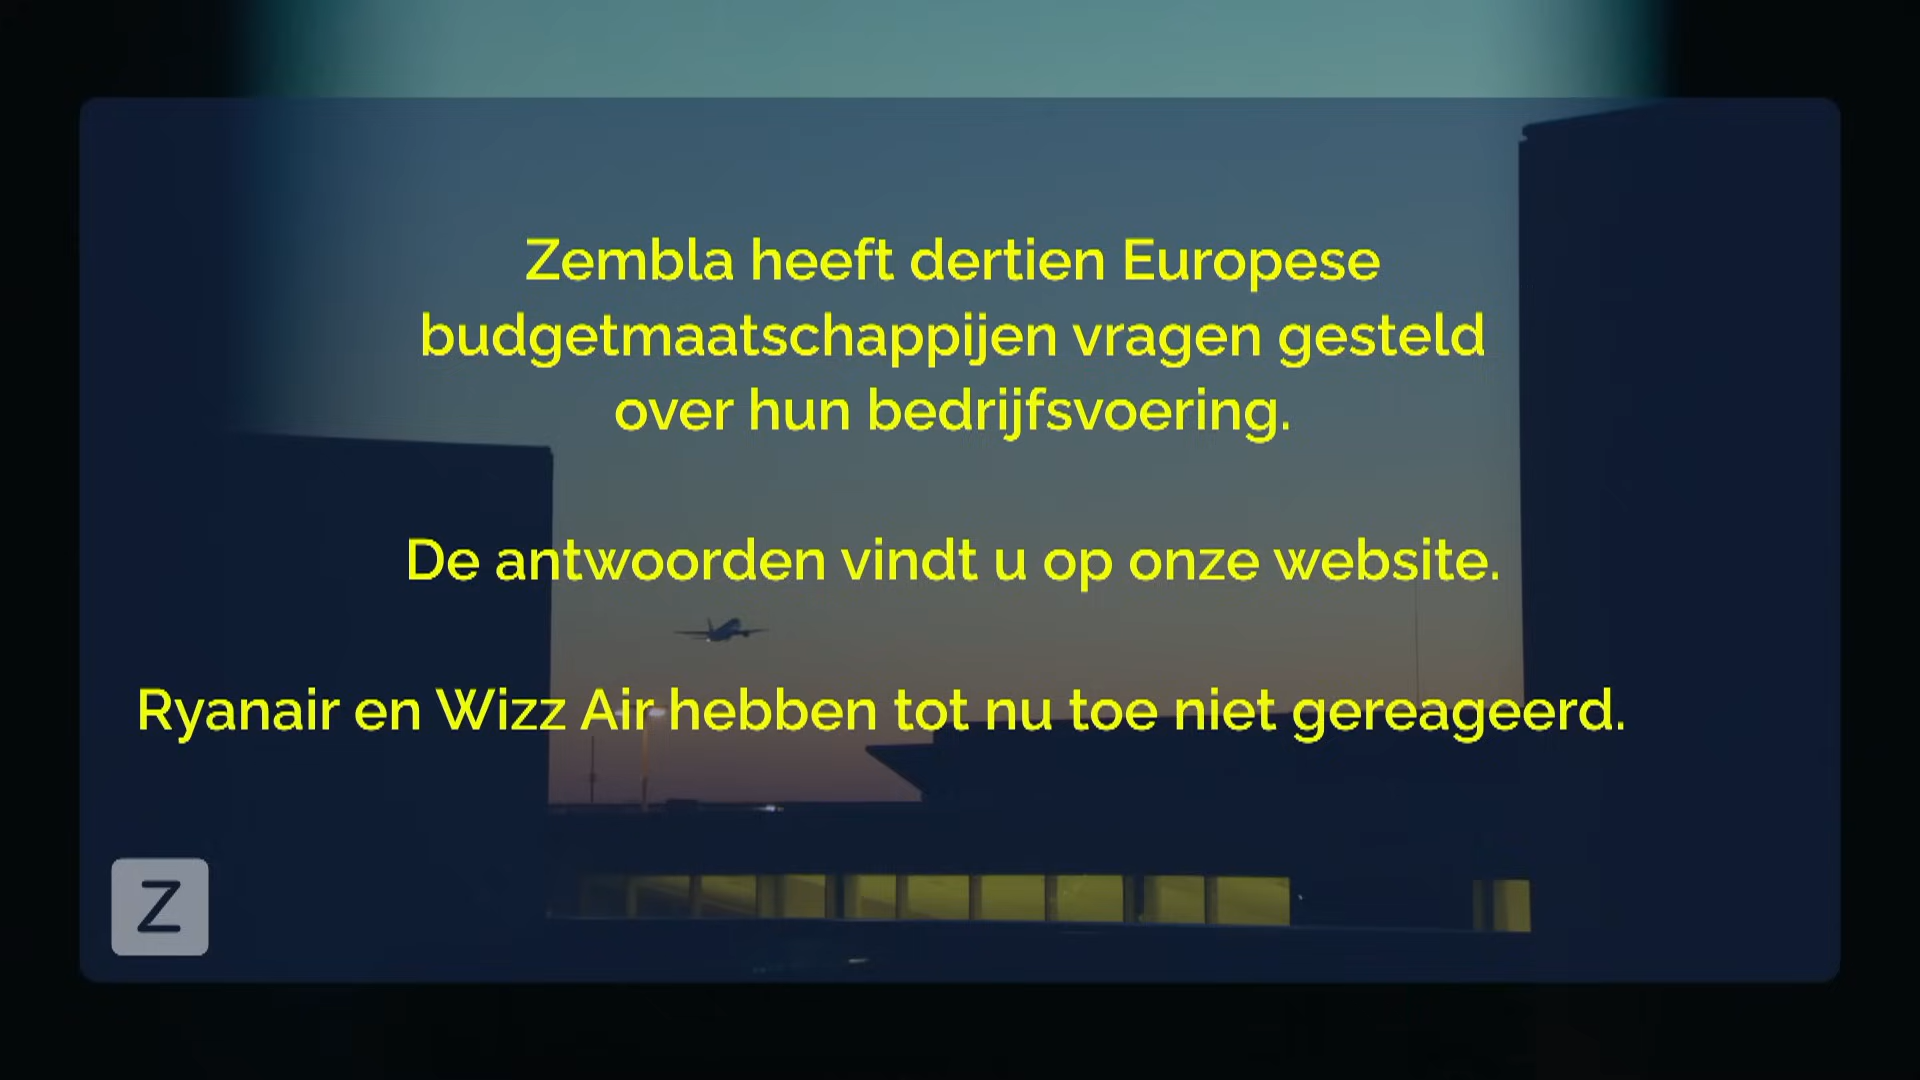 Zembla heeft dertien Europese
budgetmaatschappijen vragen gesteld
over hun bedrijfsvoering.
De antwoorden vindt u op onze website.
Ryanair en Wizz Air hebben tot nu toe niet gereageerd.
Z